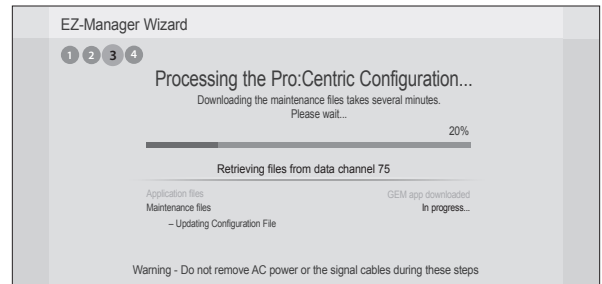 EZ-Manager Wizard
1 2 3 4
Processing the Pro:Centric Configuration...
Downloading the maintenance files takes several minutes.
Please wait...
20%
Retrieving files from data channel 75
Application files GEM app downloaded
Maintenance files In progress...
– Updating Configuration File
Warning - Do not remove AC power or the signal cables during these steps